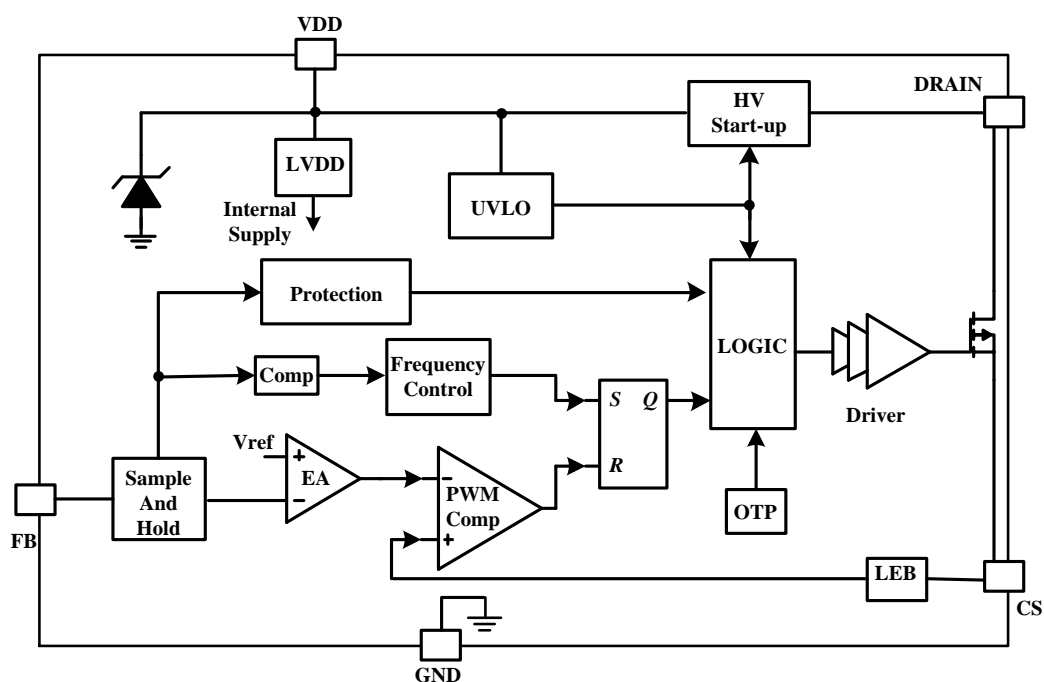 VDD
DRAIN
HV
Start-up
LVDD
UVLO
Internal
Supply
Protection
LOGIC
Comp
Frequency
Control
S Q
R
Driver
Vref
+
EA
−
Sample
And
Hold
−
PWM
Comp
+
OTP
FB
LEB
CS
GND